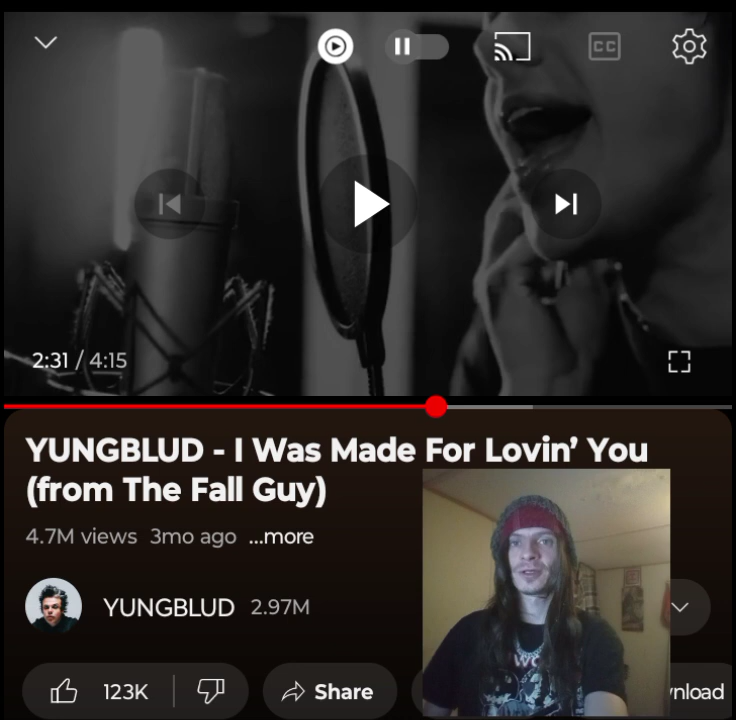 CC
2:31 / 4:15
YUNGBLUD - I Was Made For Lovin’ You
(from The Fall Guy)
4.7M views 3mo ago ...more
YUNGBLUD 2.97M
123K Share nload